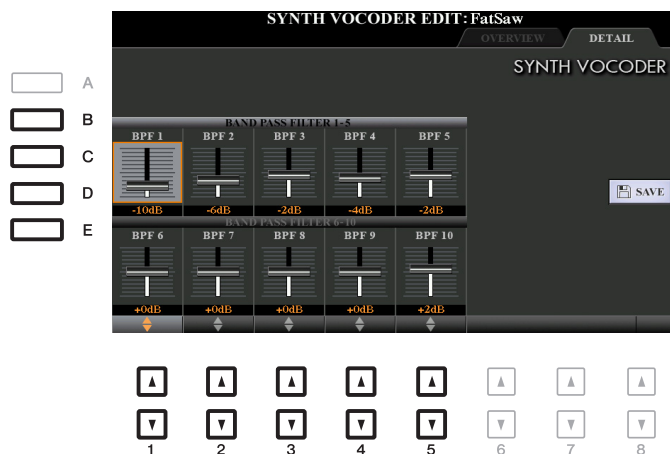 SYNTH VOCODER EDIT: FatSaw
OVERVIEW DETAIL
SYNTH VOCODER
A
B
C
D
E
BAND PASS FILTER 1-5
BPF 1 BPF 2 BPF 3 BPF 4 BPF 5
-10dB -6dB -2dB -4dB -2dB
SAVE
BAND PASS FILTER 6-10
BPF 6 BPF 7 BPF 8 BPF 9 BPF 10
+0dB +0dB +0dB +0dB +2dB
1 2 3 4 5 6 7 8